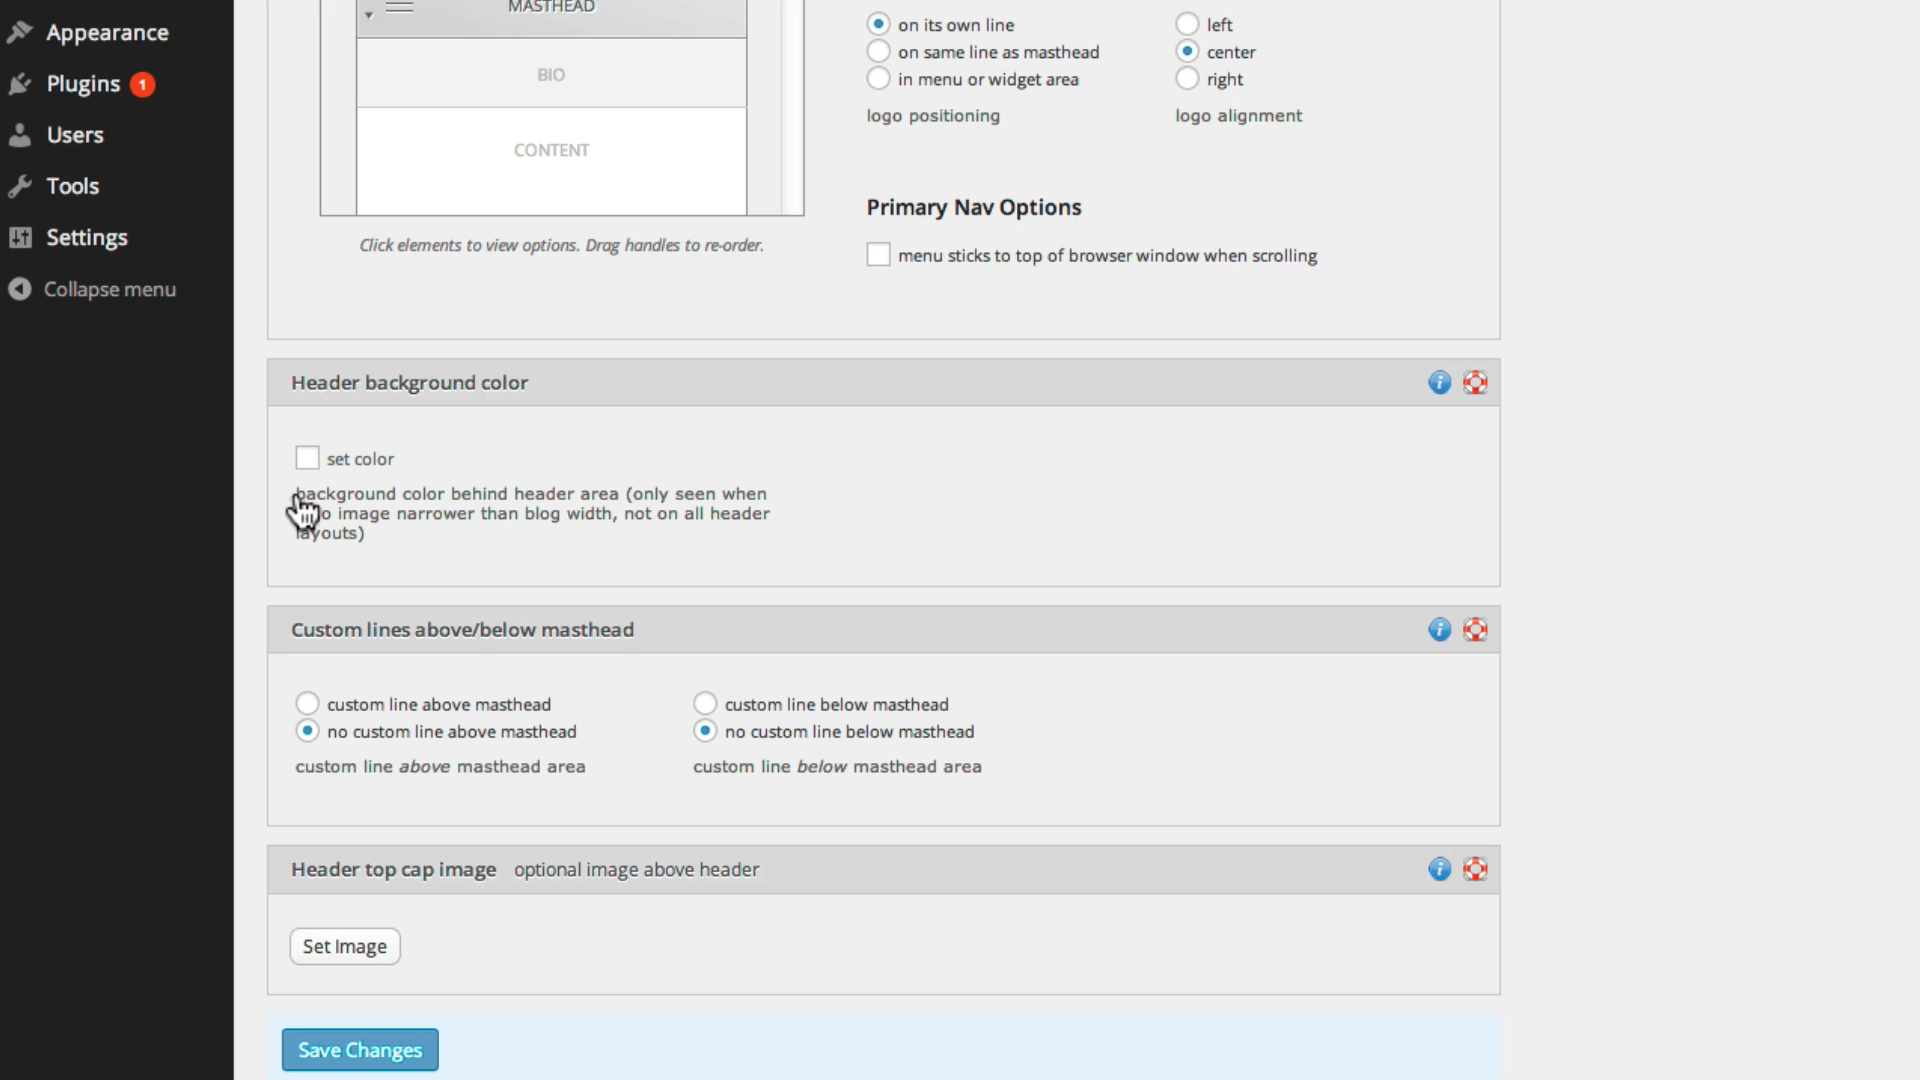 Appearance
Plugins 1
Users
Tools
Settings
Collapse menu
MASTHEAD
BIO
CONTENT
Click elements to view options. Drag handles to re-order.
on its own line
on same line as masthead
in menu or widget area
logo positioning
left
center
right
logo alignment
Primary Nav Options
menu sticks to top of browser window when scrolling
Header background color
set color
background color behind header area (only seen when
image narrower than blog width, not on all header
layouts)
Custom lines above/below masthead
custom line above masthead
no custom line above masthead
custom line above masthead area
custom line below masthead
no custom line below masthead
custom line below masthead area
Header top cap image optional image above header
Set Image
Save Changes